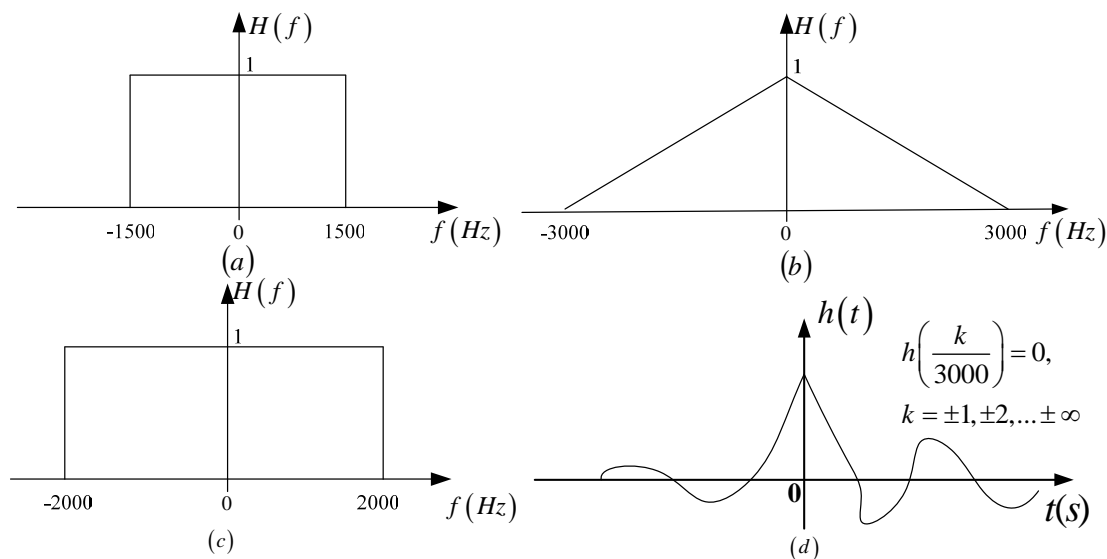 H(f)
1
-1500 0 1500 f(Hz)
(a)
H(f)
1
-3000 0 3000 f(Hz)
(b)
H(f)
1
-2000 0 2000 f(Hz)
(c)
h(t)
h(k/3000) = 0,
k = ±1, ±2, ... ± ∞
0
t(s)
(d)